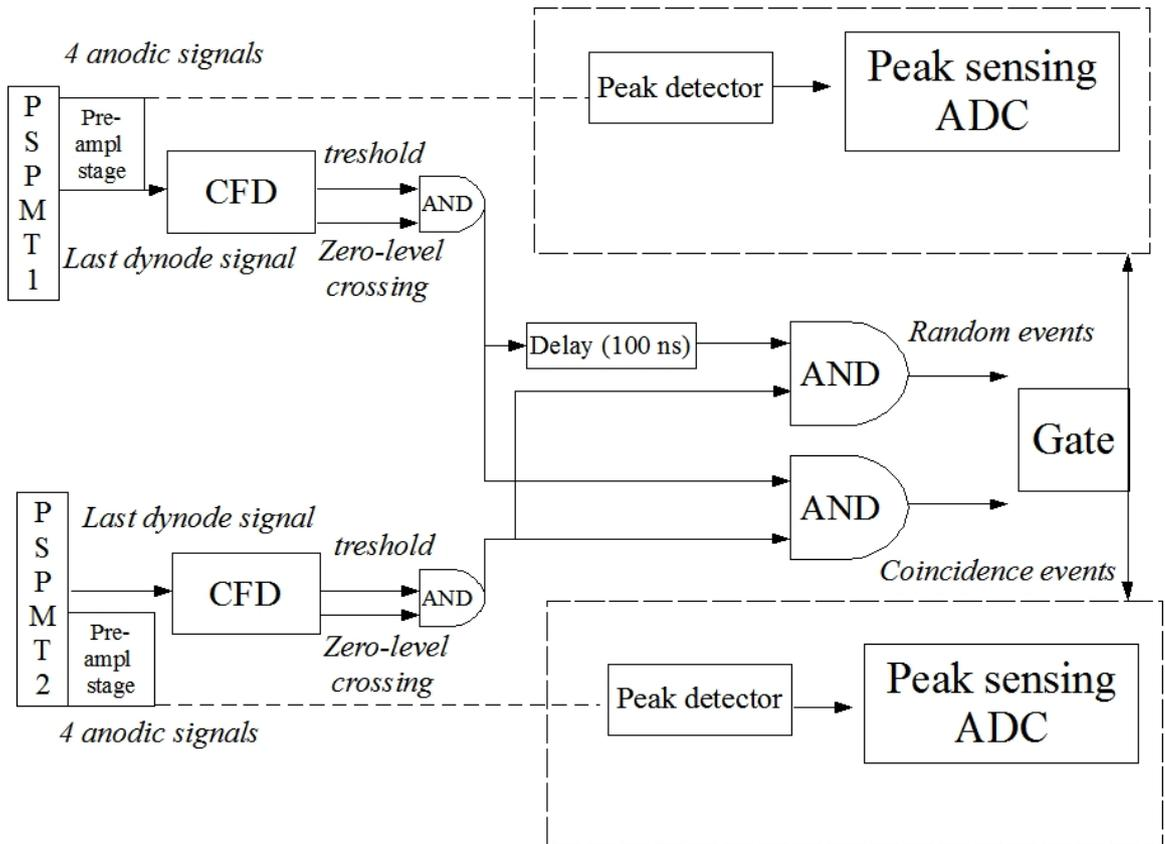 4 anodic signals
P
S
P
M
T
1
Pre-
ampl
stage
Peak detector
Peak sensing
ADC
treshold
CFD
AND
Last dynode signal
Zero-level
crossing
Delay (100 ns)
AND
Random events
Gate
AND
Coincidence events
P
S
P
M
T
2
Last dynode signal
treshold
CFD
AND
Pre-
ampl
stage
Zero-level
crossing
Peak detector
Peak sensing
ADC
4 anodic signals